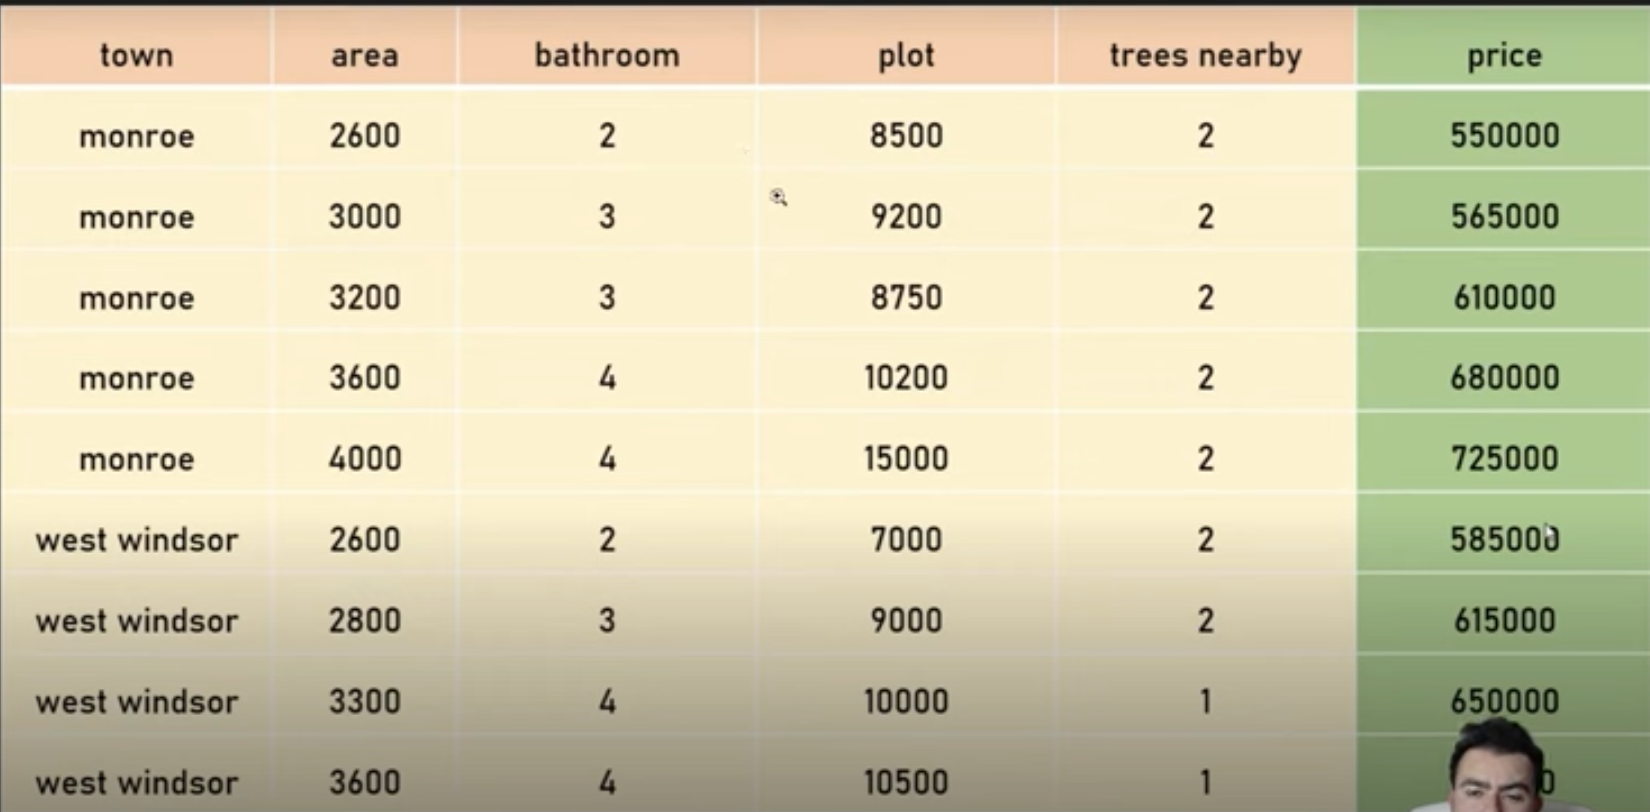 town area bathroom plot trees nearby price
monroe 2600 2 8500 2 550000
monroe 3000 3 9200 2 565000
monroe 3200 3 8750 2 610000
monroe 3600 4 10200 2 680000
monroe 4000 4 15000 2 725000
west windsor 2600 2 7000 2 585000
west windsor 2800 3 9000 2 615000
west windsor 3300 4 10000 1 650000
west windsor 3600 4 10500 1